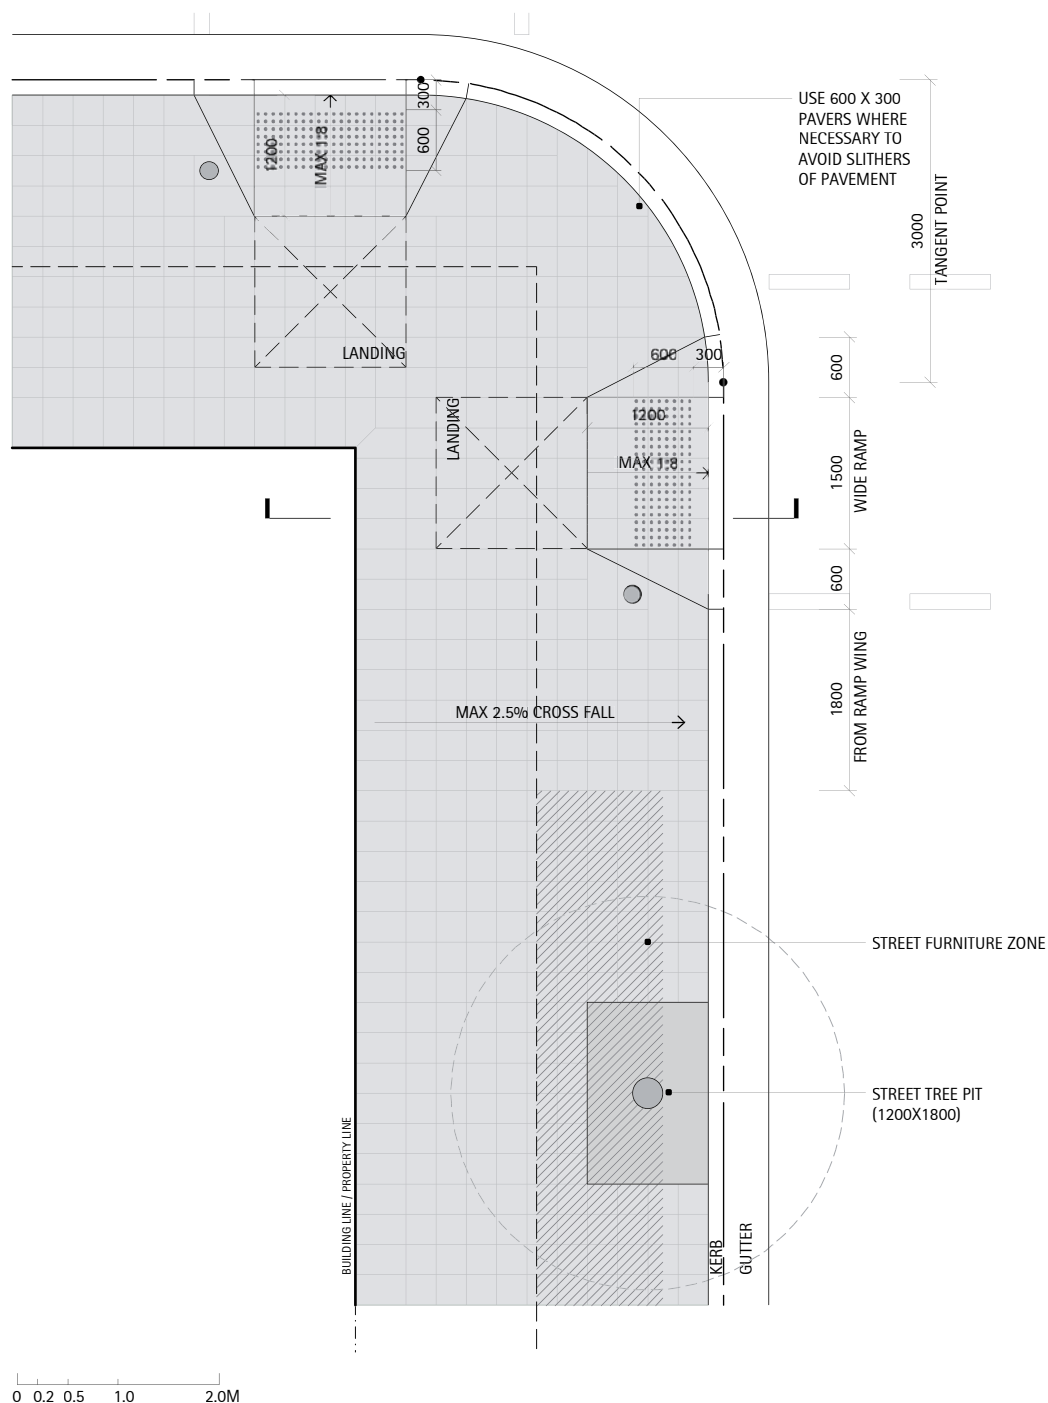 300
600
1200
MAX 1:8
USE 600 X 300
PAVERS WHERE
NECESSARY TO
AVOID SLITHERS
OF PAVEMENT
3000
TANGENT POINT
LANDING
600 300
600
LANDING
1200
MAX 1:8
1500
WIDE RAMP
600
1800
FROM RAMP WING
MAX 2.5% CROSS FALL
STREET FURNITURE ZONE
STREET TREE PIT
(1200X1800)
BUILDING LINE / PROPERTY LINE
KERB
GUTTER
0 0.2 0.5 1.0 2.0M